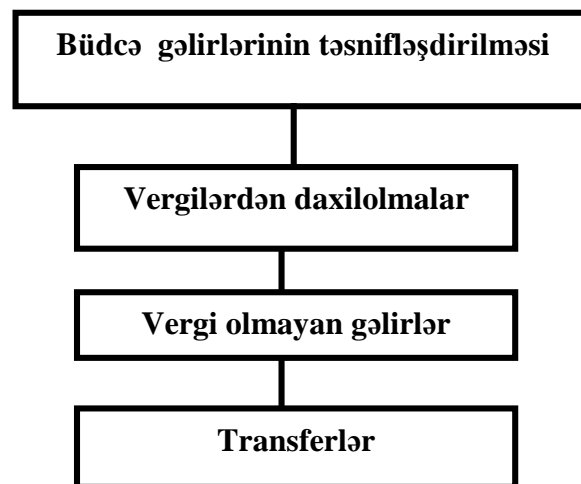 Büdcə gəlirlərinin təsnifləşdirilməsi
Vergilərdən daxilolmalar
Vergi olmayan gəlirlər
Transferlər